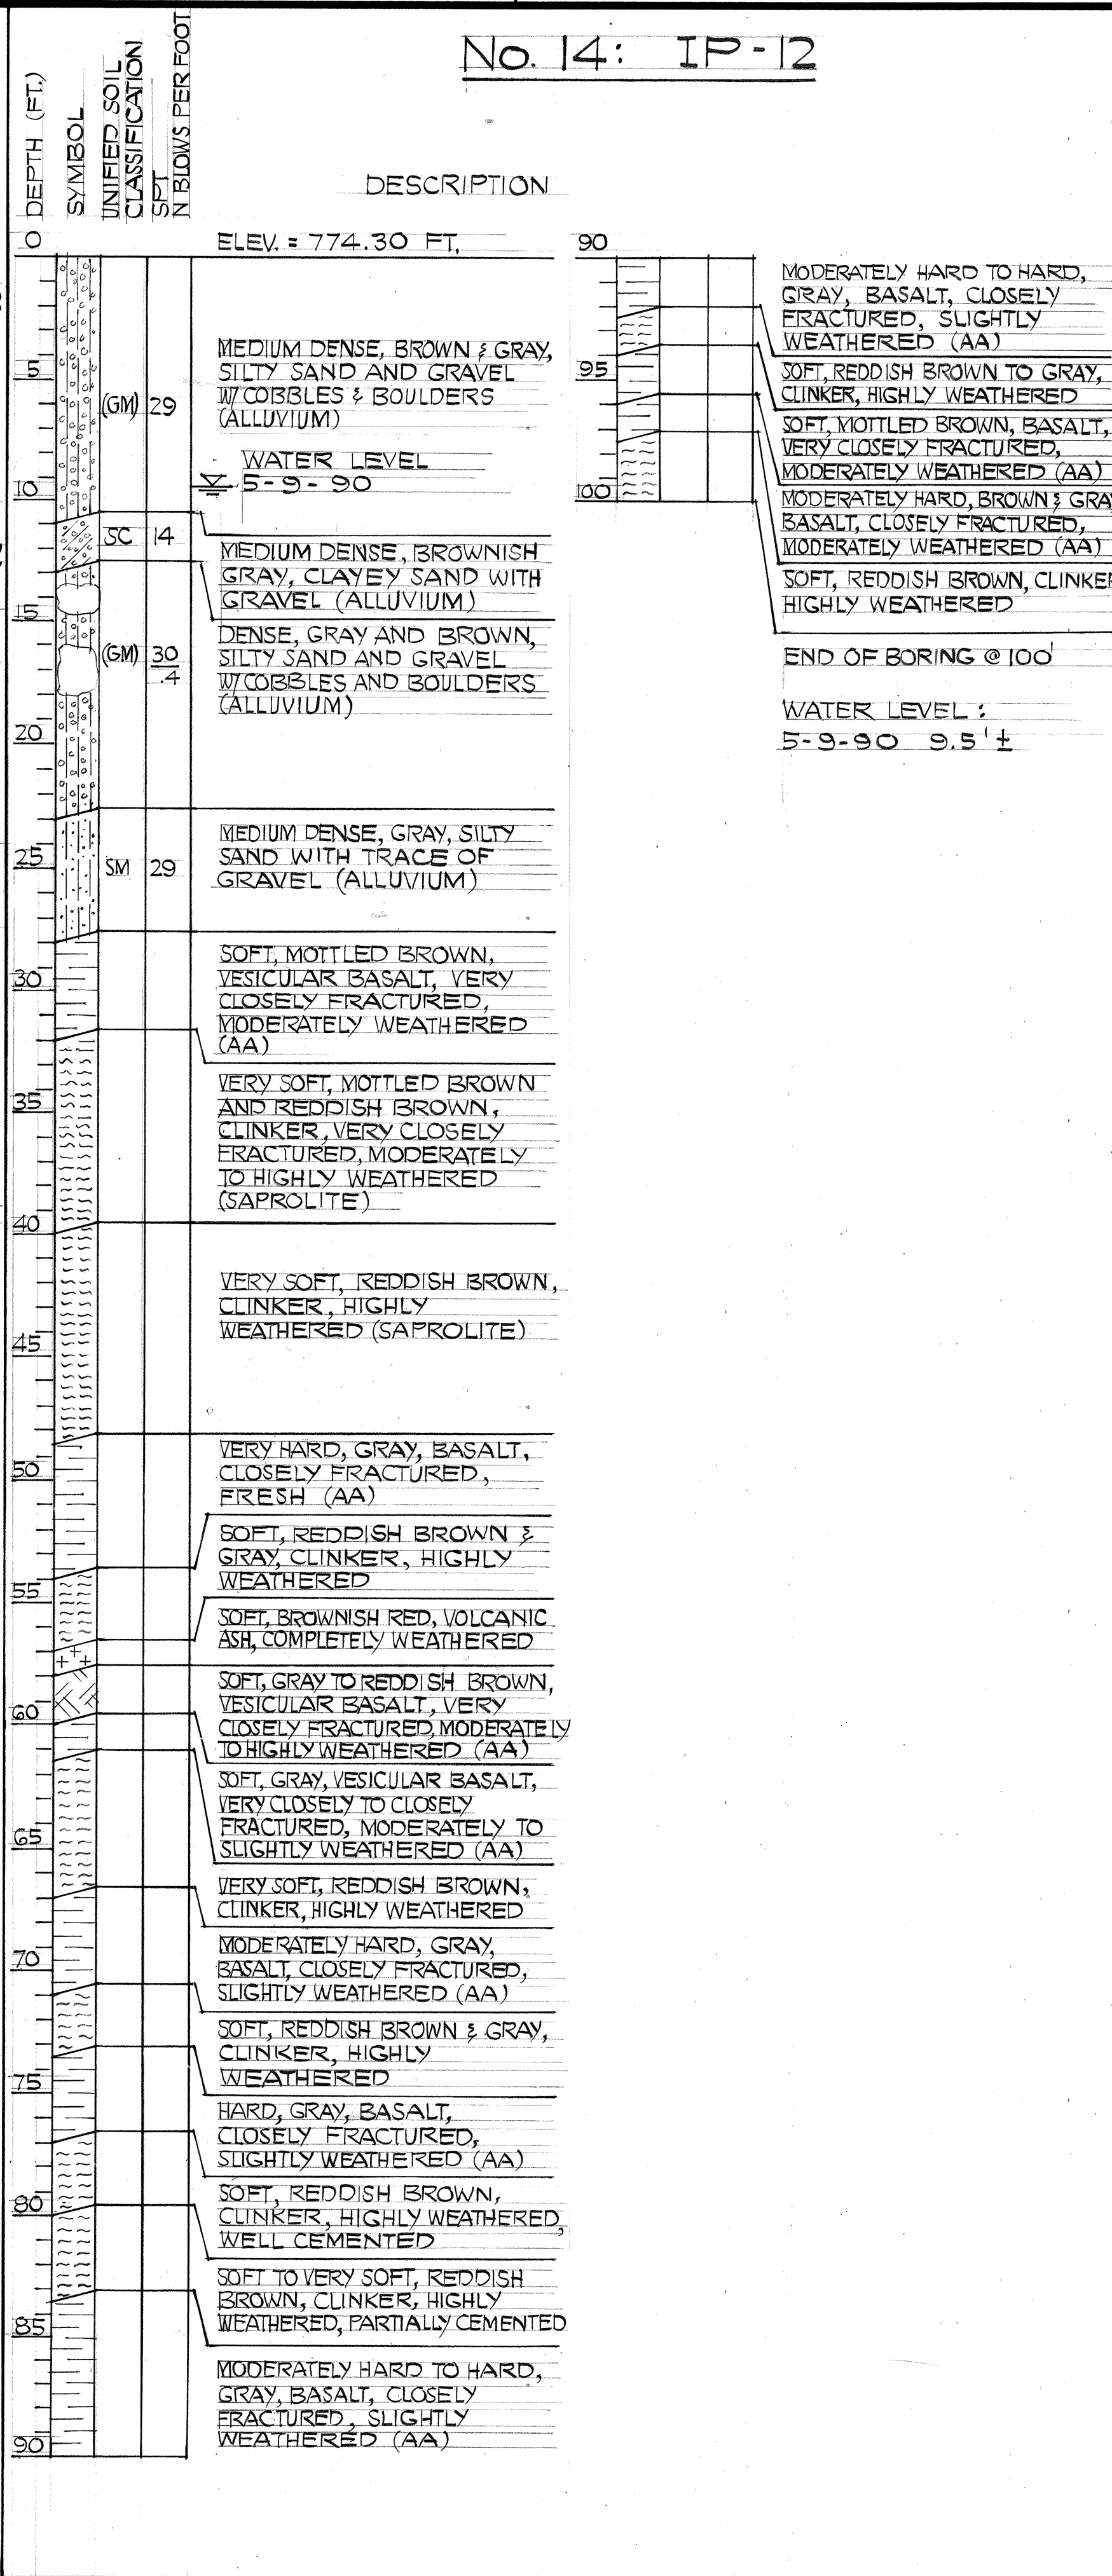 No. 14: IP-12
DEPTH (FT.)
SYMBOL
UNIFIED SOIL
CLASSIFICATION
SPT
N BLOWS PER FOOT
DESCRIPTION
0
ELEV. = 774.30 FT.
MEDIUM DENSE, BROWN & GRAY,
SILTY SAND AND GRAVEL
W/COBBLES & BOULDERS
(ALLUVIUM)
5
(GM) 29
WATER LEVEL
5-9-90
10
SC 14
MEDIUM DENSE, BROWNISH
GRAY, CLAYEY SAND WITH
GRAVEL (ALLUVIUM)
15
DENSE, GRAY AND BROWN,
SILTY SAND AND GRAVEL
W/COBBLES AND BOULDERS
(ALLUVIUM)
(GM) 30
.4
20
MEDIUM DENSE, GRAY, SILTY
SAND WITH TRACE OF
GRAVEL (ALLUVIUM)
25
SM 29
SOFT, MOTTLED BROWN,
VESICULAR BASALT, VERY
CLOSELY FRACTURED,
MODERATELY WEATHERED
(AA)
30
VERY SOFT, MOTTLED BROWN
AND REDDISH BROWN,
CLINKER, VERY CLOSELY
FRACTURED, MODERATELY
TO HIGHLY WEATHERED
(SAPROLITE)
35
40
VERY SOFT, REDDISH BROWN,
CLINKER, HIGHLY
WEATHERED (SAPROLITE)
45
VERY HARD, GRAY, BASALT,
CLOSELY FRACTURED,
FRESH (AA)
50
SOFT, REDDISH BROWN &
GRAY, CLINKER, HIGHLY
WEATHERED
55
SOFT, BROWNISH RED, VOLCANIC
ASH, COMPLETELY WEATHERED
SOFT, GRAY TO REDDISH BROWN,
VESICULAR BASALT, VERY
CLOSELY FRACTURED, MODERATELY
TO HIGHLY WEATHERED (AA)
60
SOFT, GRAY, VESICULAR BASALT,
VERY CLOSELY TO CLOSELY
FRACTURED, MODERATELY TO
SLIGHTLY WEATHERED (AA)
65
VERY SOFT, REDDISH BROWN,
CLINKER, HIGHLY WEATHERED
MODERATELY HARD, GRAY,
BASALT, CLOSELY FRACTURED,
SLIGHTLY WEATHERED (AA)
70
SOFT, REDDISH BROWN & GRAY,
CLINKER, HIGHLY
WEATHERED
75
HARD, GRAY, BASALT,
CLOSELY FRACTURED,
SLIGHTLY WEATHERED (AA)
SOFT, REDDISH BROWN,
CLINKER, HIGHLY WEATHERED,
WELL CEMENTED
80
SOFT TO VERY SOFT, REDDISH
BROWN, CLINKER, HIGHLY
WEATHERED, PARTIALLY CEMENTED
85
MODERATELY HARD TO HARD,
GRAY, BASALT, CLOSELY
FRACTURED, SLIGHTLY
WEATHERED (AA)
90
90
MODERATELY HARD TO HARD,
GRAY, BASALT, CLOSELY
FRACTURED, SLIGHTLY
WEATHERED (AA)
95
SOFT, REDDISH BROWN TO GRAY,
CLINKER, HIGHLY WEATHERED
SOFT, MOTTLED BROWN, BASALT,
VERY CLOSELY FRACTURED,
MODERATELY WEATHERED (AA)
100
MODERATELY HARD, BROWN & GRA
BASALT, CLOSELY FRACTURED,
MODERATELY WEATHERED (AA)
SOFT, REDDISH BROWN, CLINKER
HIGHLY WEATHERED
END OF BORING @ 100'
WATER LEVEL:
5-9-90 9.5'±